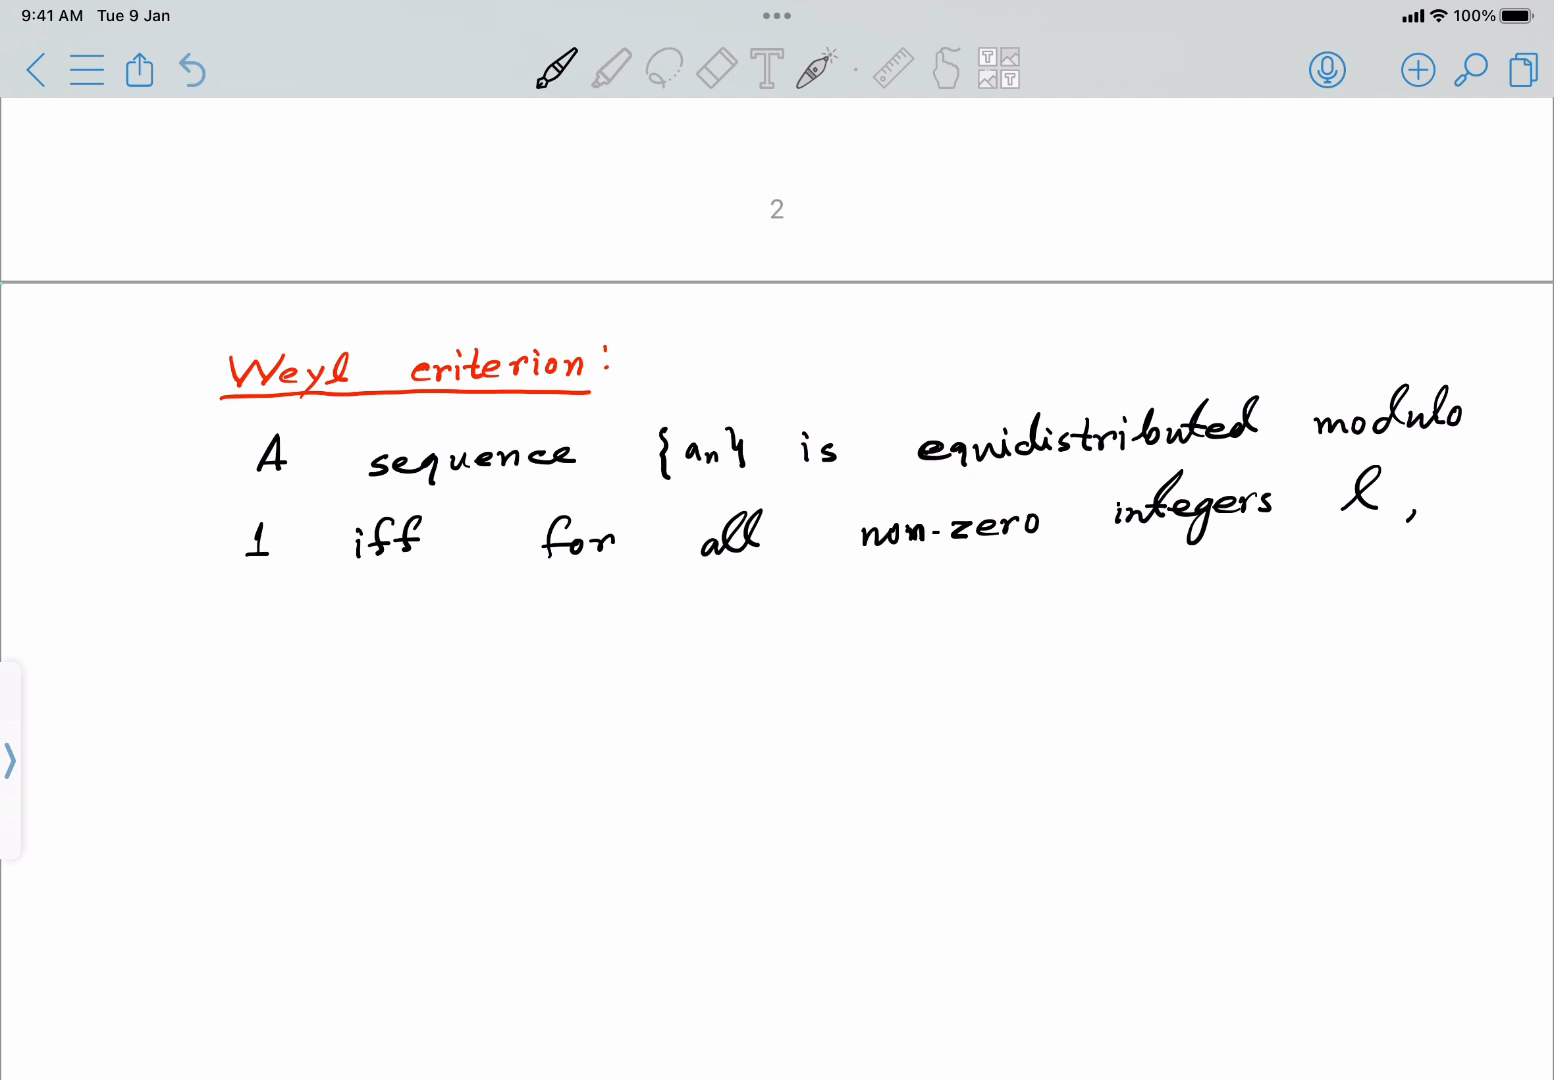 9:41 AM Tue 9 Jan
100%
2
Weyl criterion:
A sequence {an} is equidistributed modulo
1 iff for all non-zero integers l,